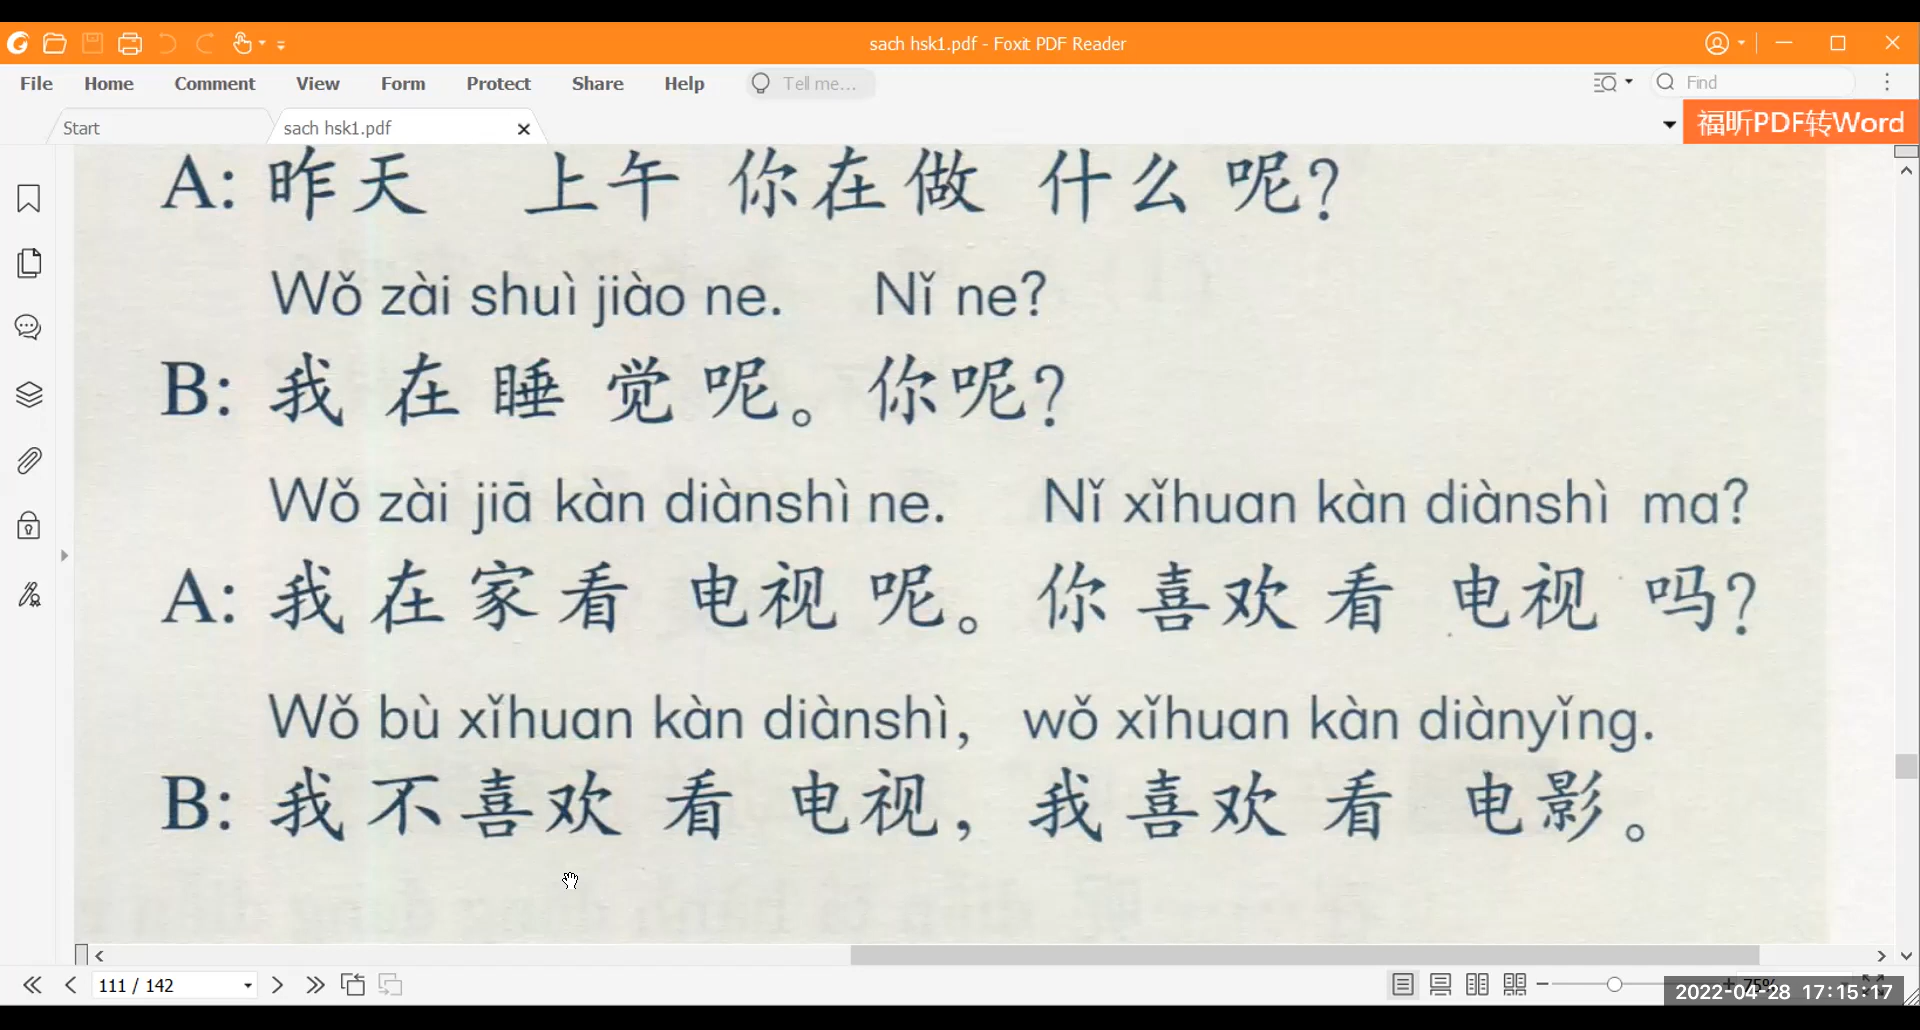 sach hsk1.pdf - Foxit PDF Reader
File Home Comment View Form Protect Share Help Tell me... Find
Start sach hsk1.pdf 福昕PDF转Word
A: 昨天 上午 你在做 什么 呢?
Wǒ zài shuì jiào ne. Nǐ ne?
B: 我 在 睡 觉 呢。你呢?
Wǒ zài jiā kàn diànshì ne. Nǐ xǐhuan kàn diànshì ma?
A: 我 在 家 看 电视 呢。你 喜欢 看 电视 吗?
Wǒ bù xǐhuan kàn diànshì, wǒ xǐhuan kàn diànyǐng.
B: 我 不 喜欢 看 电视, 我 喜欢 看 电影。
111 / 142 75%
2022-04-28 17:15:17